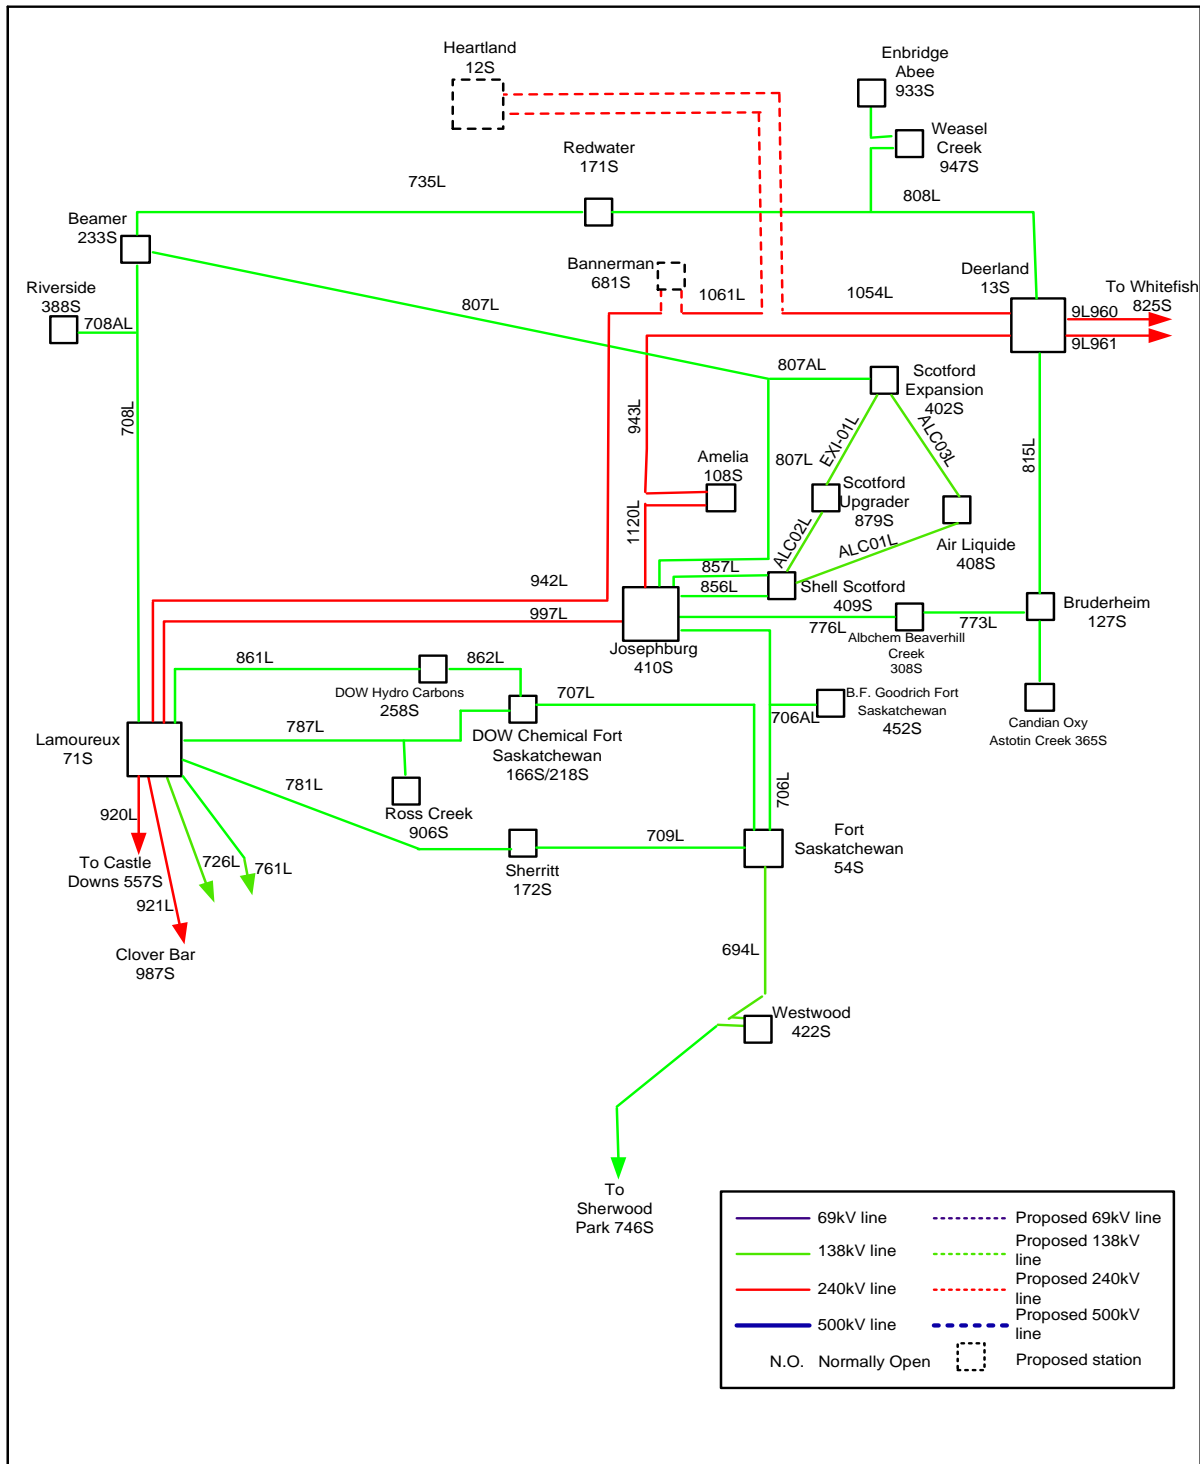 Heartland
12S
Enbridge
Abee
933S
Weasel
Creek
947S
Redwater
171S
735L
808L
Beamer
233S
Bannerman
681S
Deerland
13S
To Whitefish
825S
Riverside
388S
708AL
807L
1061L
1054L
9L960
9L961
807AL
Scotford
Expansion
402S
708L
943L
807L
EXI-01L
ALC03L
815L
Amelia
108S
Scotford
Upgrader
879S
1120L
ALC02L
ALC01L
Air Liquide
408S
942L
857L
856L
Shell Scotford
409S
997L
776L
Albchem Beaverhill
Creek
308S
773L
Bruderheim
127S
Josephburg
410S
861L
862L
DOW Hydro Carbons
258S
707L
B.F. Goodrich Fort
Saskatchewan
452S
706AL
Candian Oxy
Astotin Creek 365S
Lamoureux
71S
787L
DOW Chemical Fort
Saskatchewan
166S/218S
781L
Ross Creek
906S
706L
920L
709L
Fort
Saskatchewan
54S
To Castle
Downs 557S
726L
761L
Sherritt
172S
921L
Clover Bar
987S
694L
Westwood
422S
To
Sherwood
Park 746S
69kV line
Proposed 69kV line
138kV line
Proposed 138kV
line
240kV line
Proposed 240kV
line
500kV line
Proposed 500kV
line
N.O. Normally Open
Proposed station